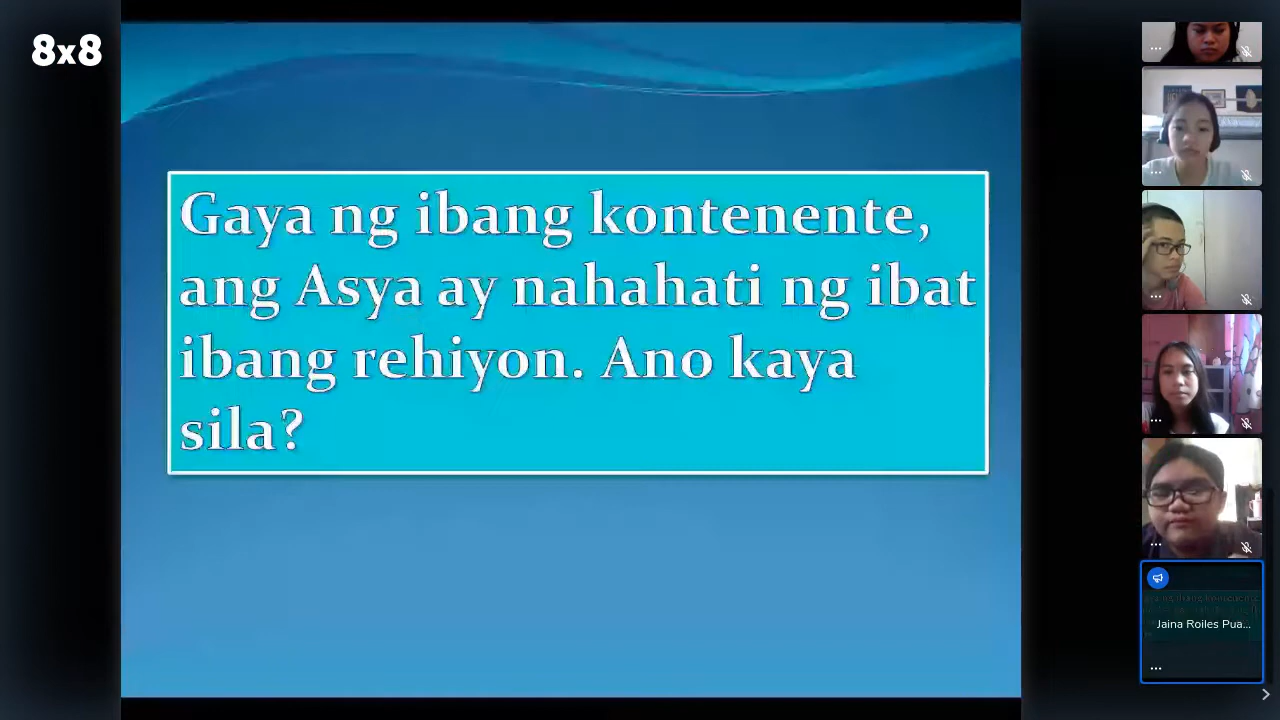 8x8
Gaya ng ibang kontenente,
ang Asya ay nahahati ng ibat
ibang rehiyon. Ano kaya
sila?
Jaina Roiles Pua...